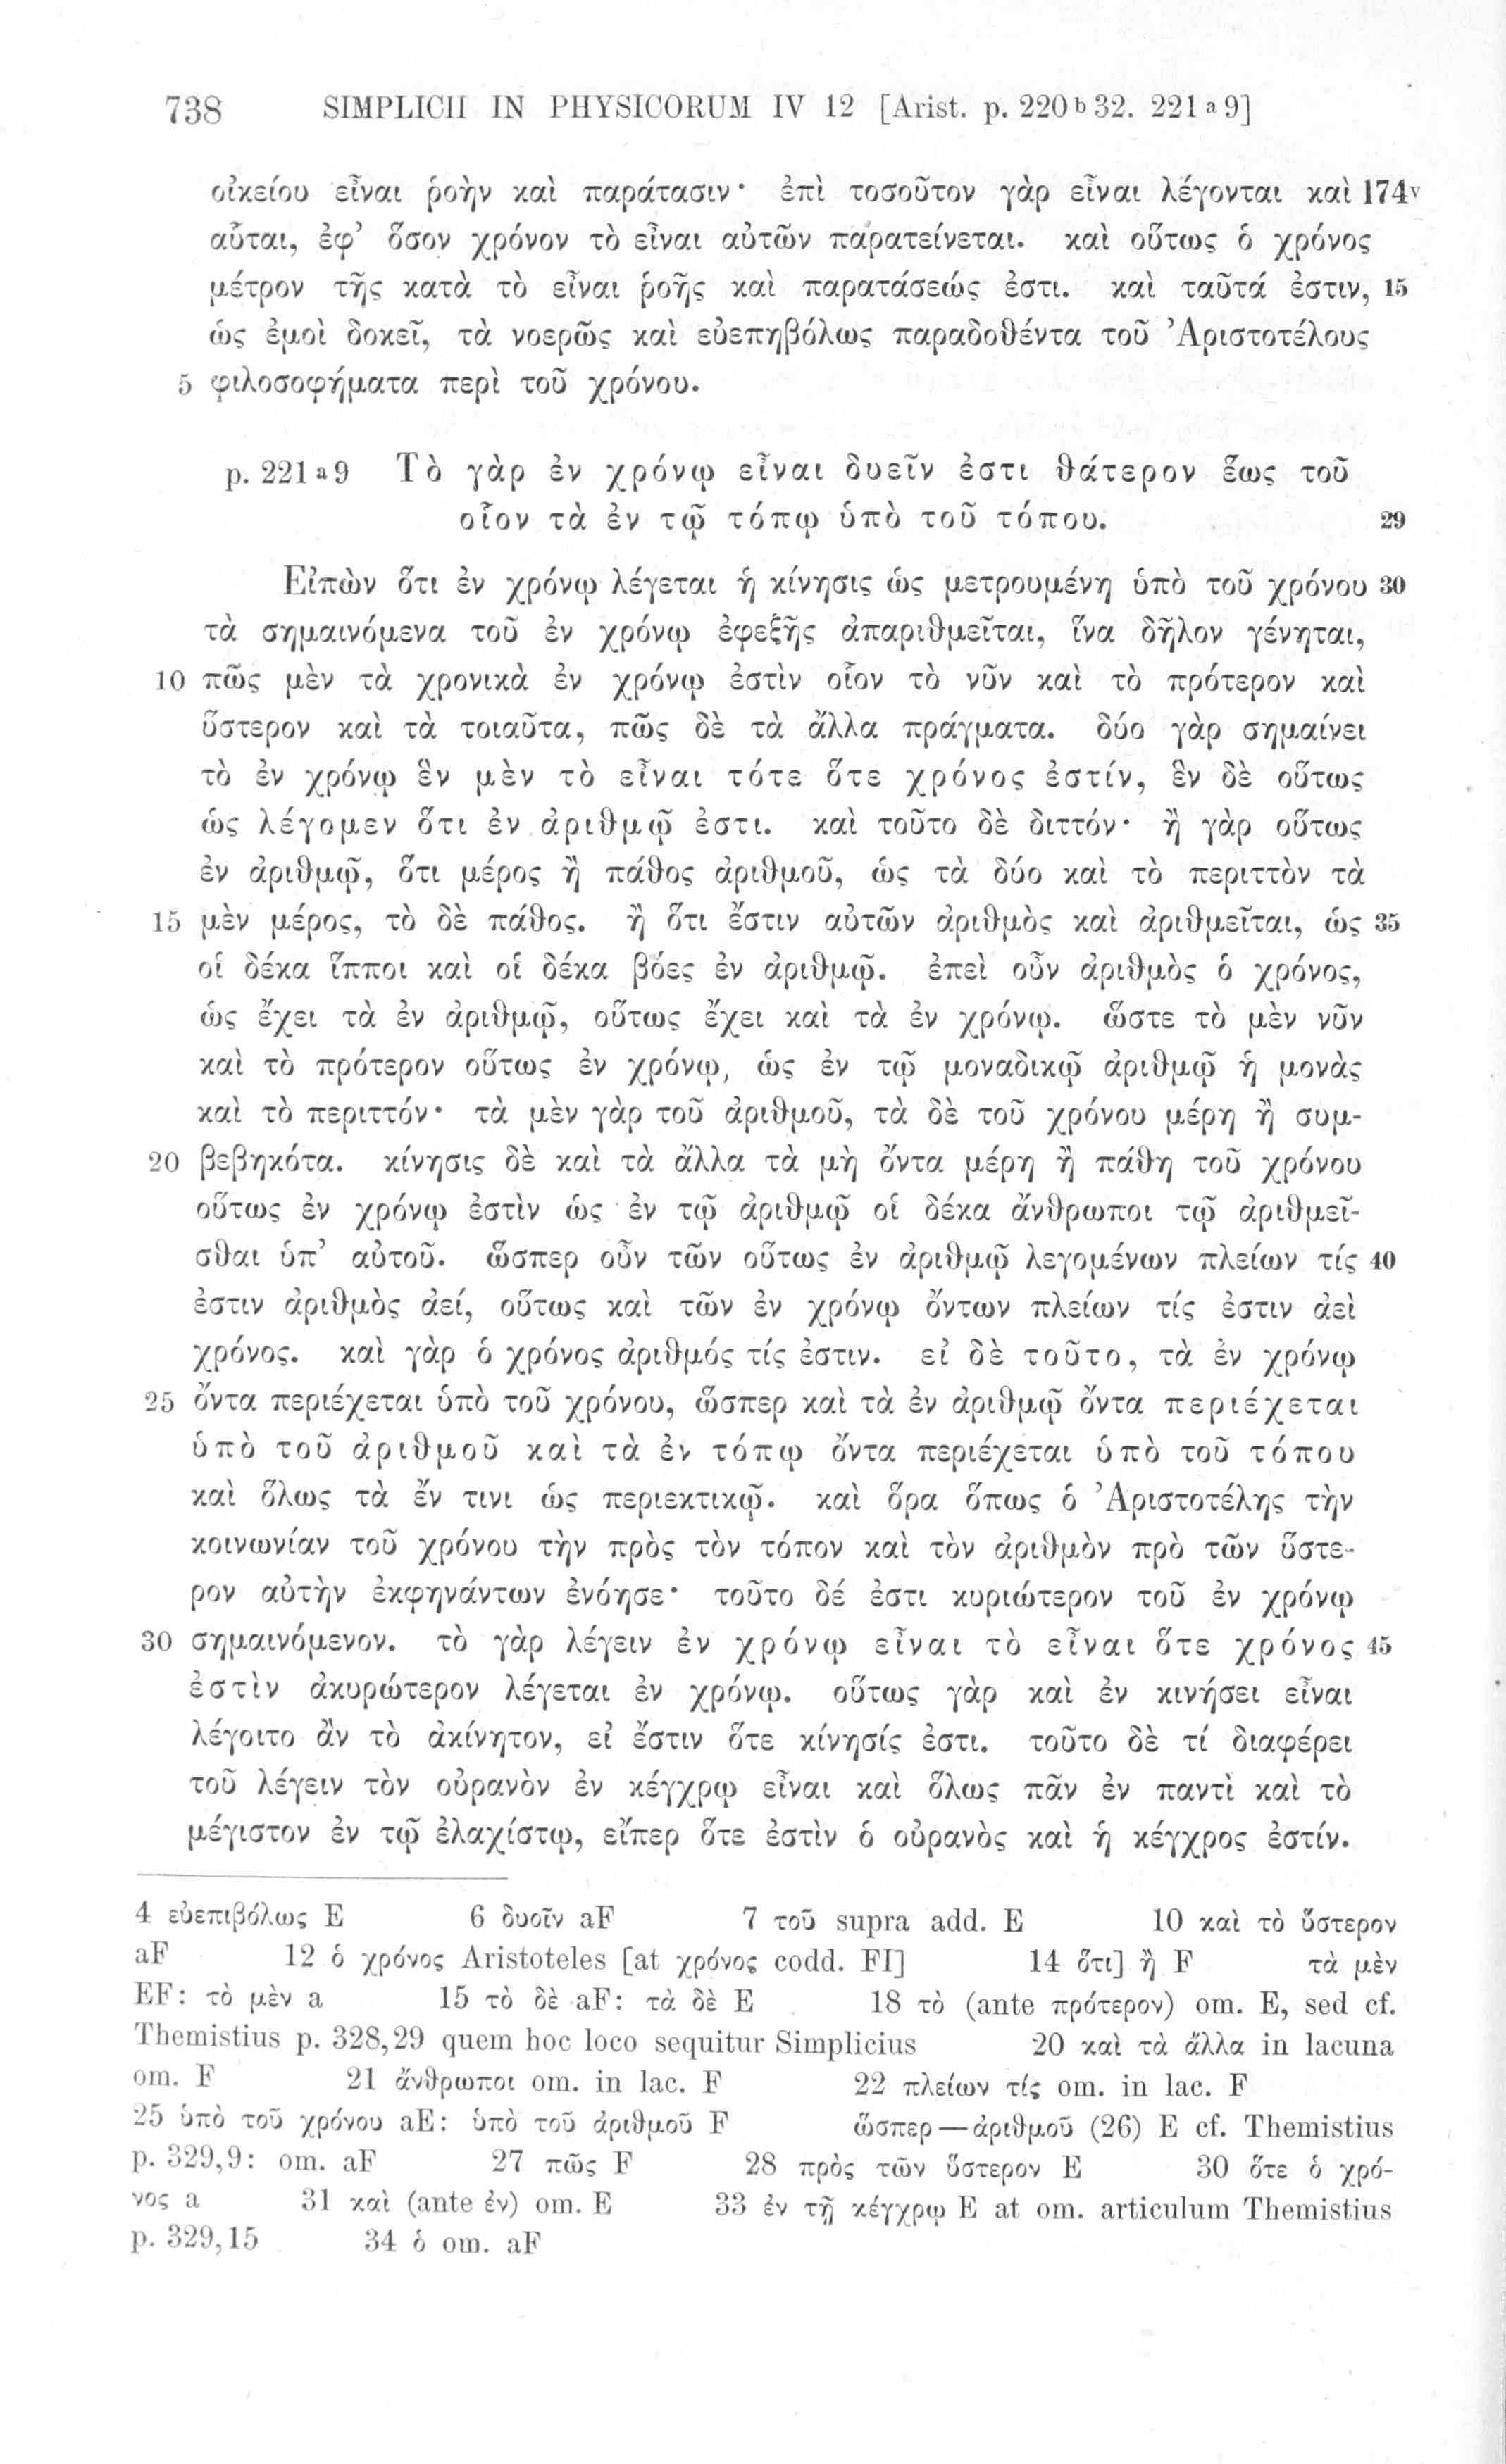 738 SIMPLICII IN PHYSICORUM IV 12 [Arist. p. 220 b 32. 221 a 9]
οἰκείου εἶναι ῥοὴν καὶ παράτασιν· ἐπὶ τοσοῦτον γὰρ εἶναι λέγονται καὶ 174v
αὗται, ἐφ’ ὅσον χρόνον τὸ εἶναι αὐτῶν παρατείνεται. καὶ οὕτως ὁ χρόνος
μέτρον τῆς κατὰ τὸ εἶναι ῥοῆς καὶ παρατάσεώς ἐστι. καὶ ταῦτά ἐστιν, 15
ὡς ἐμοὶ δοκεῖ, τὰ νοερῶς καὶ εὐεπηβόλως παραδοθέντα τοῦ Ἀριστοτέλους
5 φιλοσοφήματα περὶ τοῦ χρόνου.
p. 221 a 9 Τὸ γὰρ ἐν χρόνῳ εἶναι δυεῖν ἐστι θάτερον ἕως τοῦ
οἷον τὰ ἐν τῷ τόπῳ ὑπὸ τοῦ τόπου. 29
Εἰπὼν ὅτι ἐν χρόνῳ λέγεται ἡ κίνησις ὡς μετρουμένη ὑπὸ τοῦ χρόνου 30
τὰ σημαινόμενα τοῦ ἐν χρόνῳ ἐφεξῆς ἀπαριθμεῖται, ἵνα δῆλον γένηται,
10 πῶς μὲν τὰ χρονικὰ ἐν χρόνῳ ἐστὶν οἷον τὸ νῦν καὶ τὸ πρότερον καὶ
ὕστερον καὶ τὰ τοιαῦτα, πῶς δὲ τὰ ἄλλα πράγματα. δύο γὰρ σημαίνει
τὸ ἐν χρόνῳ ἓν μὲν τὸ εἶναι τότε ὅτε χρόνος ἐστίν, ἓν δὲ οὕτως
ὡς λέγομεν ὅτι ἐν ἀριθμῷ ἐστι. καὶ τοῦτο δὲ διττόν· ἢ γὰρ οὕτως
ἐν ἀριθμῷ, ὅτι μέρος ἢ πάθος ἀριθμοῦ, ὡς τὰ δύο καὶ τὸ περιττὸν τὰ
15 μὲν μέρος, τὸ δὲ πάθος. ἢ ὅτι ἔστιν αὐτῶν ἀριθμὸς καὶ ἀριθμεῖται, ὡς 35
οἱ δέκα ἵπποι καὶ οἱ δέκα βόες ἐν ἀριθμῷ. ἐπεὶ οὖν ἀριθμὸς ὁ χρόνος,
ὡς ἔχει τὰ ἐν ἀριθμῷ, οὕτως ἔχει καὶ τὰ ἐν χρόνῳ. ὥστε τὸ μὲν νῦν
καὶ τὸ πρότερον οὕτως ἐν χρόνῳ, ὡς ἐν τῷ μοναδικῷ ἀριθμῷ ἡ μονὰς
καὶ τὸ περιττόν· τὰ μὲν γὰρ τοῦ ἀριθμοῦ, τὰ δὲ τοῦ χρόνου μέρη ἢ συμ-
20 βεβηκότα. κίνησις δὲ καὶ τὰ ἄλλα τὰ μὴ ὄντα μέρη ἢ πάθη τοῦ χρόνου
οὕτως ἐν χρόνῳ ἐστὶν ὡς ἐν τῷ ἀριθμῷ οἱ δέκα ἄνθρωποι τῷ ἀριθμεῖ-
σθαι ὑπ’ αὐτοῦ. ὥσπερ οὖν τῶν οὕτως ἐν ἀριθμῷ λεγομένων πλείων τίς 40
ἐστιν ἀριθμὸς ἀεί, οὕτως καὶ τῶν ἐν χρόνῳ ὄντων πλείων τίς ἐστιν ἀεὶ
χρόνος. καὶ γὰρ ὁ χρόνος ἀριθμός τίς ἐστιν. εἰ δὲ τοῦτο, τὰ ἐν χρόνῳ
25 ὄντα περιέχεται ὑπὸ τοῦ χρόνου, ὥσπερ καὶ τὰ ἐν ἀριθμῷ ὄντα περιέχεται
ὑπὸ τοῦ ἀριθμοῦ καὶ τὰ ἐν τόπῳ ὄντα περιέχεται ὑπὸ τοῦ τόπου
καὶ ὅλως τὰ ἔν τινι ὡς περιεκτικῷ. καὶ ὅρα ὅπως ὁ Ἀριστοτέλης τὴν
κοινωνίαν τοῦ χρόνου τὴν πρὸς τὸν τόπον καὶ τὸν ἀριθμὸν πρὸ τῶν ὕστε-
ρον αὐτὴν ἐκφηνάντων ἐνόησε· τοῦτο δέ ἐστι κυριώτερον τοῦ ἐν χρόνῳ
30 σημαινόμενον. τὸ γὰρ λέγειν ἐν χρόνῳ εἶναι τὸ εἶναι ὅτε χρόνος 45
ἐστὶν ἀκυρώτερον λέγεται ἐν χρόνῳ. οὕτως γὰρ καὶ ἐν κινήσει εἶναι
λέγοιτο ἂν τὸ ἀκίνητον, εἰ ἔστιν ὅτε κίνησίς ἐστι. τοῦτο δὲ τί διαφέρει
τοῦ λέγειν τὸν οὐρανὸν ἐν κέγχρῳ εἶναι καὶ ὅλως πᾶν ἐν παντὶ καὶ τὸ
μέγιστον ἐν τῷ ἐλαχίστῳ, εἴπερ ὅτε ἐστὶν ὁ οὐρανὸς καὶ ἡ κέγχρος ἐστίν.
4 εὐεπιβόλως E 6 δυοῖν aF 7 τοῦ supra add. E 10 καὶ τὸ ὕστερον
aF 12 ὁ χρόνος Aristoteles [at χρόνος codd. FI] 14 ὅτι] ἢ F τὰ μὲν
EF: τὸ μὲν a 15 τὸ δὲ aF: τὰ δὲ E 18 τὸ (ante πρότερον) om. E, sed cf.
Themistius p. 328,29 quem hoc loco sequitur Simplicius 20 καὶ τὰ ἄλλα in lacuna
om. F 21 ἄνθρωποι om. in lac. F 22 πλείων τίς om. in lac. F
25 ὑπὸ τοῦ χρόνου aE: ὑπὸ τοῦ ἀριθμοῦ F ὥσπερ—ἀριθμοῦ (26) E cf. Themistius
p. 329,9: om. aF 27 πῶς F 28 πρὸς τῶν ὕστερον E 30 ὅτε ὁ χρό-
νος a 31 καὶ (ante ἐν) om. E 33 ἐν τῇ κέγχρῳ E at om. articulum Themistius
p. 329,15 34 ὁ om. aF